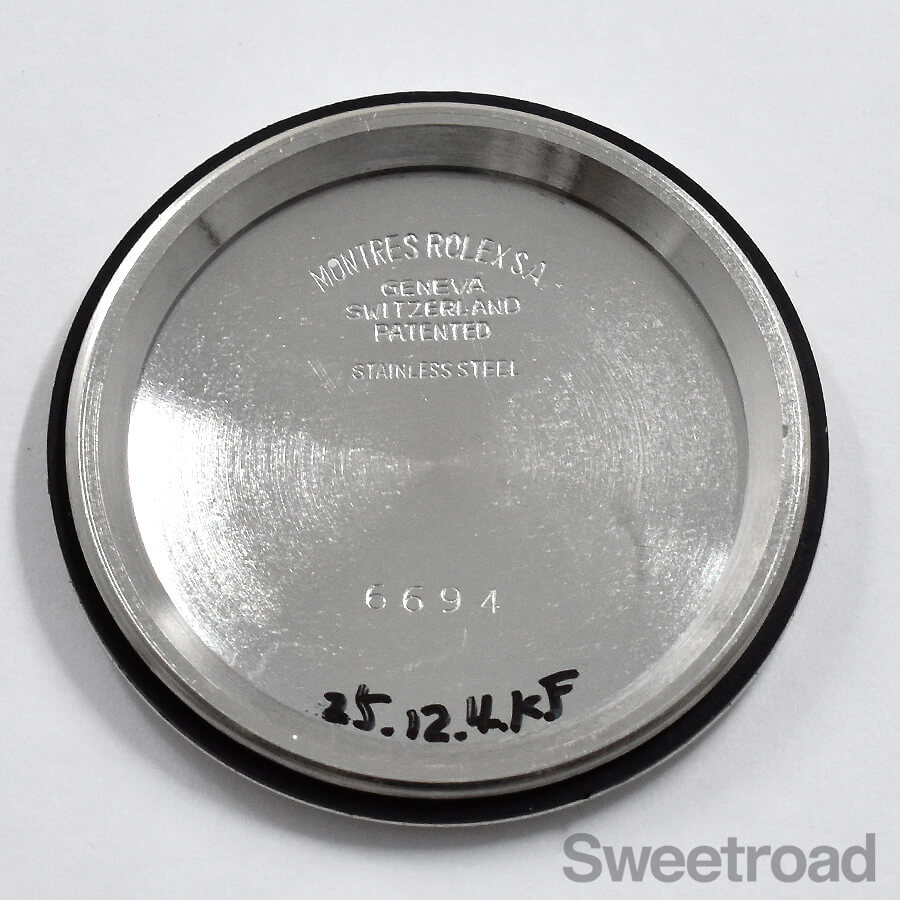 MONTRES ROLEX S.A.
GENEVA
SWITZERLAND
PATENTED
STAINLESS STEEL
6694
25.12.4.KF
Sweetroad